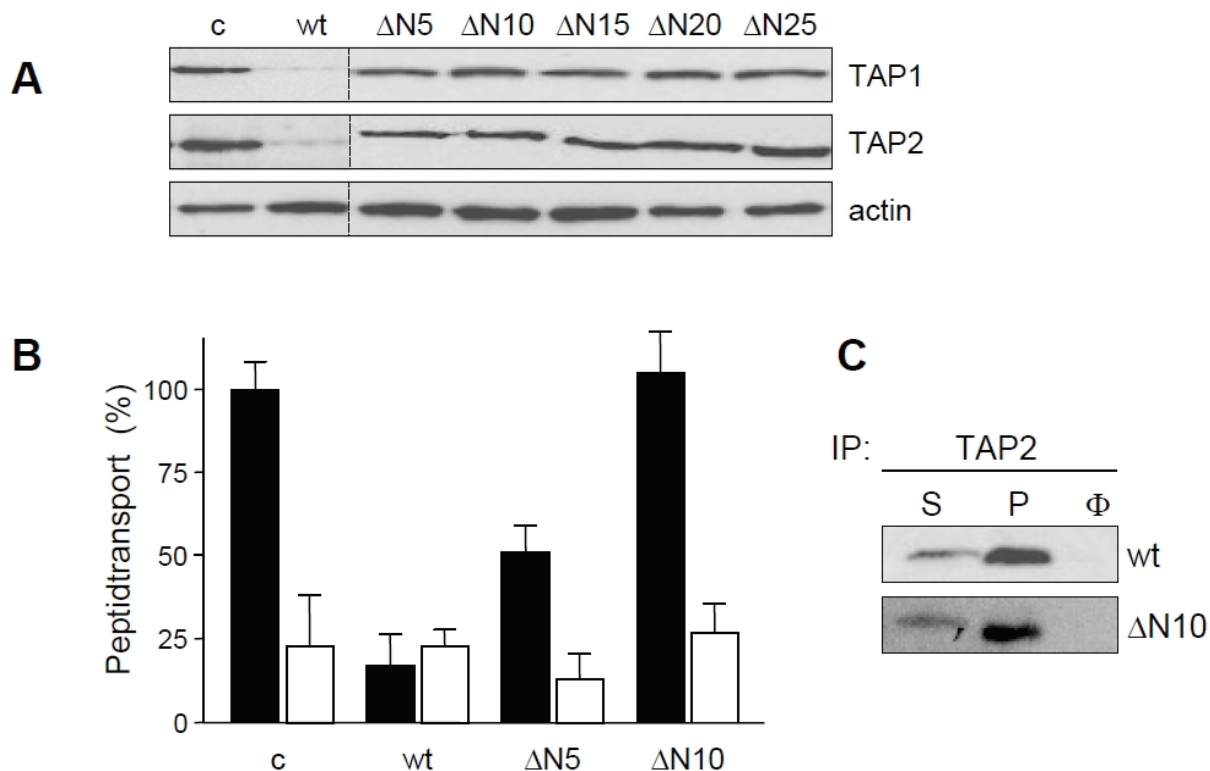 A
c wt ΔN5 ΔN10 ΔN15 ΔN20 ΔN25
TAP1
TAP2
actin
B
Peptidtransport (%)
100
75
50
25
0
c wt ΔN5 ΔN10
C
IP: TAP2
S P Φ
wt
ΔN10